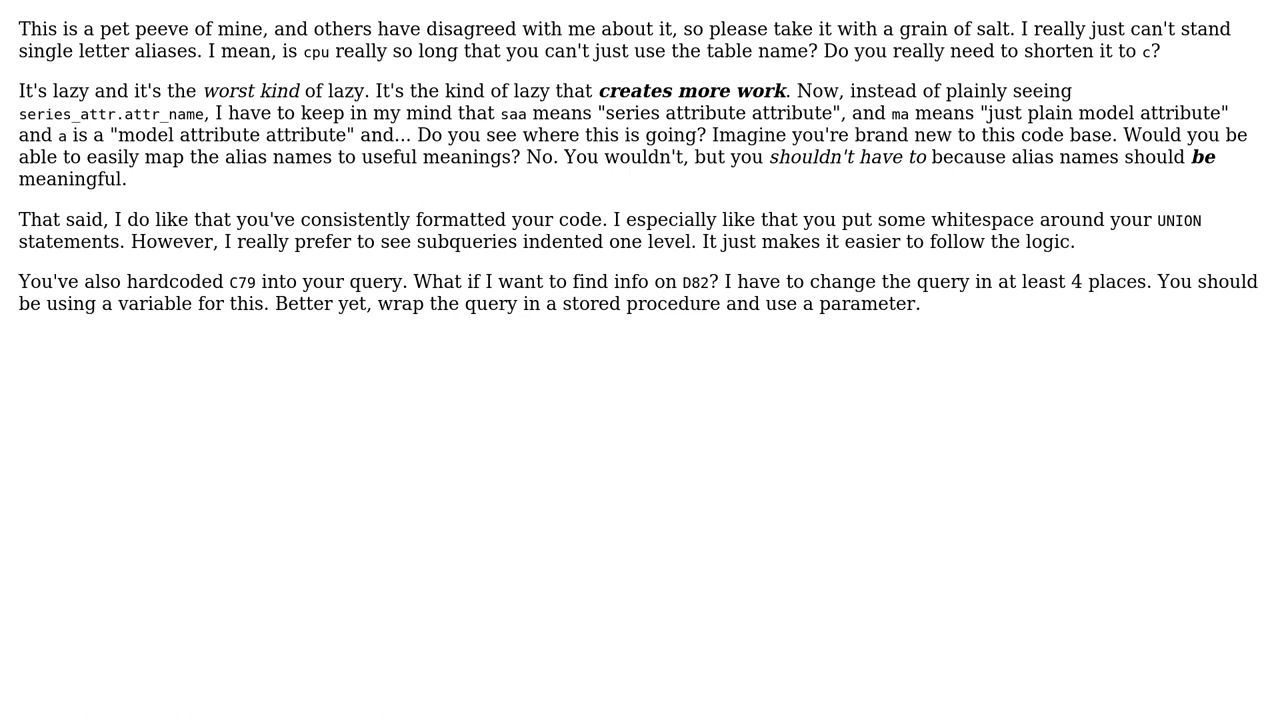 This is a pet peeve of mine, and others have disagreed with me about it, so please take it with a grain of salt. I really just can't stand
single letter aliases. I mean, is cpu really so long that you can't just use the table name? Do you really need to shorten it to c?
It's lazy and it's the worst kind of lazy. It's the kind of lazy that creates more work. Now, instead of plainly seeing
series_attr.attr_name, I have to keep in my mind that saa means "series attribute attribute", and ma means "just plain model attribute"
and a is a "model attribute attribute" and... Do you see where this is going? Imagine you're brand new to this code base. Would you be
able to easily map the alias names to useful meanings? No. You wouldn't, but you shouldn't have to because alias names should be
meaningful.
That said, I do like that you've consistently formatted your code. I especially like that you put some whitespace around your UNION
statements. However, I really prefer to see subqueries indented one level. It just makes it easier to follow the logic.
You've also hardcoded C79 into your query. What if I want to find info on D82? I have to change the query in at least 4 places. You should
be using a variable for this. Better yet, wrap the query in a stored procedure and use a parameter.